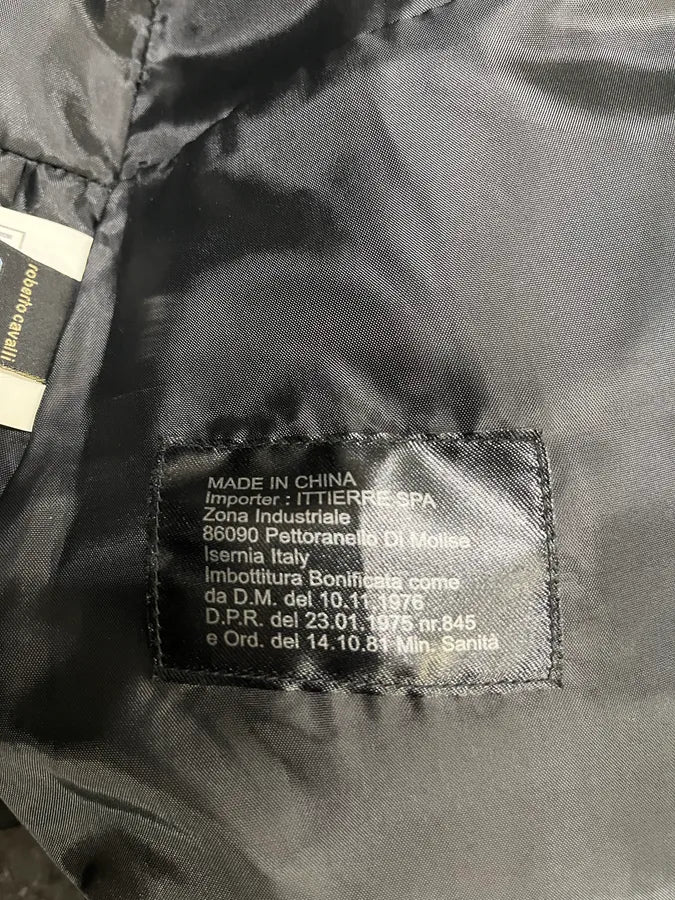 roberto cavalli
MADE IN CHINA
Importer : ITTIERRE SPA
Zona Industriale
86090 Pettoranello Di Molise
Isernia Italy
Imbottitura Bonificata come
da D.M. del 10.11.1976
D.P.R. del 23.01.1975 nr.845
e Ord. del 14.10.81 Min. Sanità